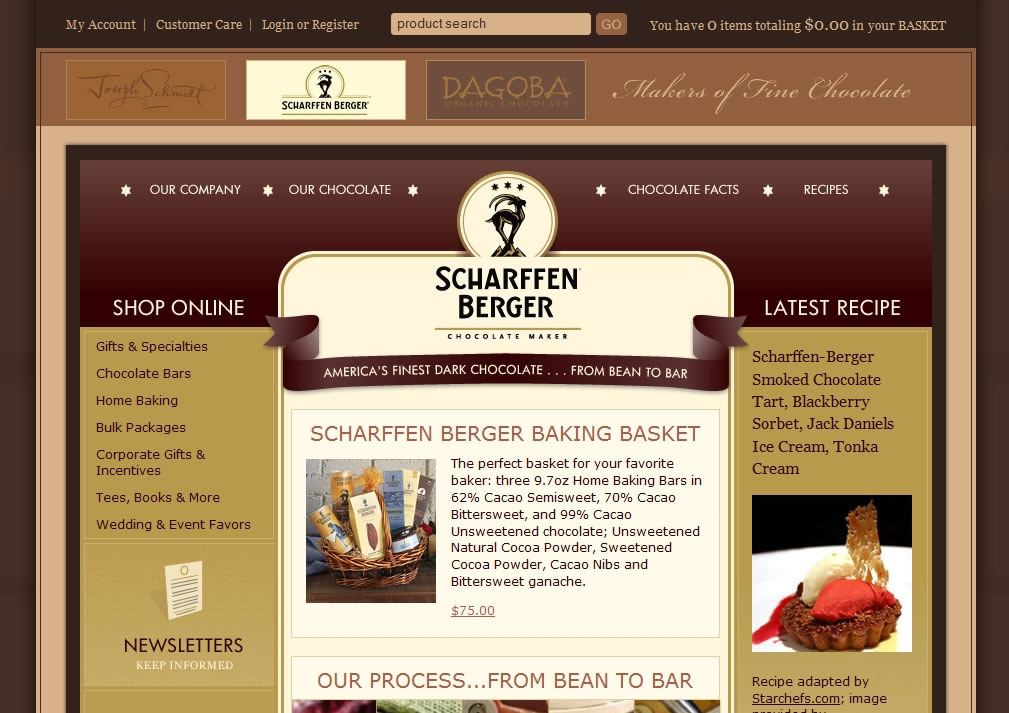 My Account | Customer Care | Login or Register
product search
GO
You have 0 items totaling $0.00 in your BASKET
Joseph Schmidt
SCHARFFEN BERGER
DAGOBA
ORGANIC CHOCOLATE
Makers of Fine Chocolate
OUR COMPANY
OUR CHOCOLATE
CHOCOLATE FACTS
RECIPES
SCHARFFEN
BERGER
CHOCOLATE MAKER
AMERICA'S FINEST DARK CHOCOLATE . . . FROM BEAN TO BAR
SHOP ONLINE
Gifts & Specialties
Chocolate Bars
Home Baking
Bulk Packages
Corporate Gifts &
Incentives
Tees, Books & More
Wedding & Event Favors
NEWSLETTERS
KEEP INFORMED
SCHARFFEN BERGER BAKING BASKET
The perfect basket for your favorite
baker: three 9.7oz Home Baking Bars in
62% Cacao Semisweet, 70% Cacao
Bittersweet, and 99% Cacao
Unsweetened chocolate; Unsweetened
Natural Cocoa Powder, Sweetened
Cocoa Powder, Cacao Nibs and
Bittersweet ganache.
$75.00
OUR PROCESS...FROM BEAN TO BAR
LATEST RECIPE
Scharffen-Berger
Smoked Chocolate
Tart, Blackberry
Sorbet, Jack Daniels
Ice Cream, Tonka
Cream
Recipe adapted by
Starchefs.com; image
provided by